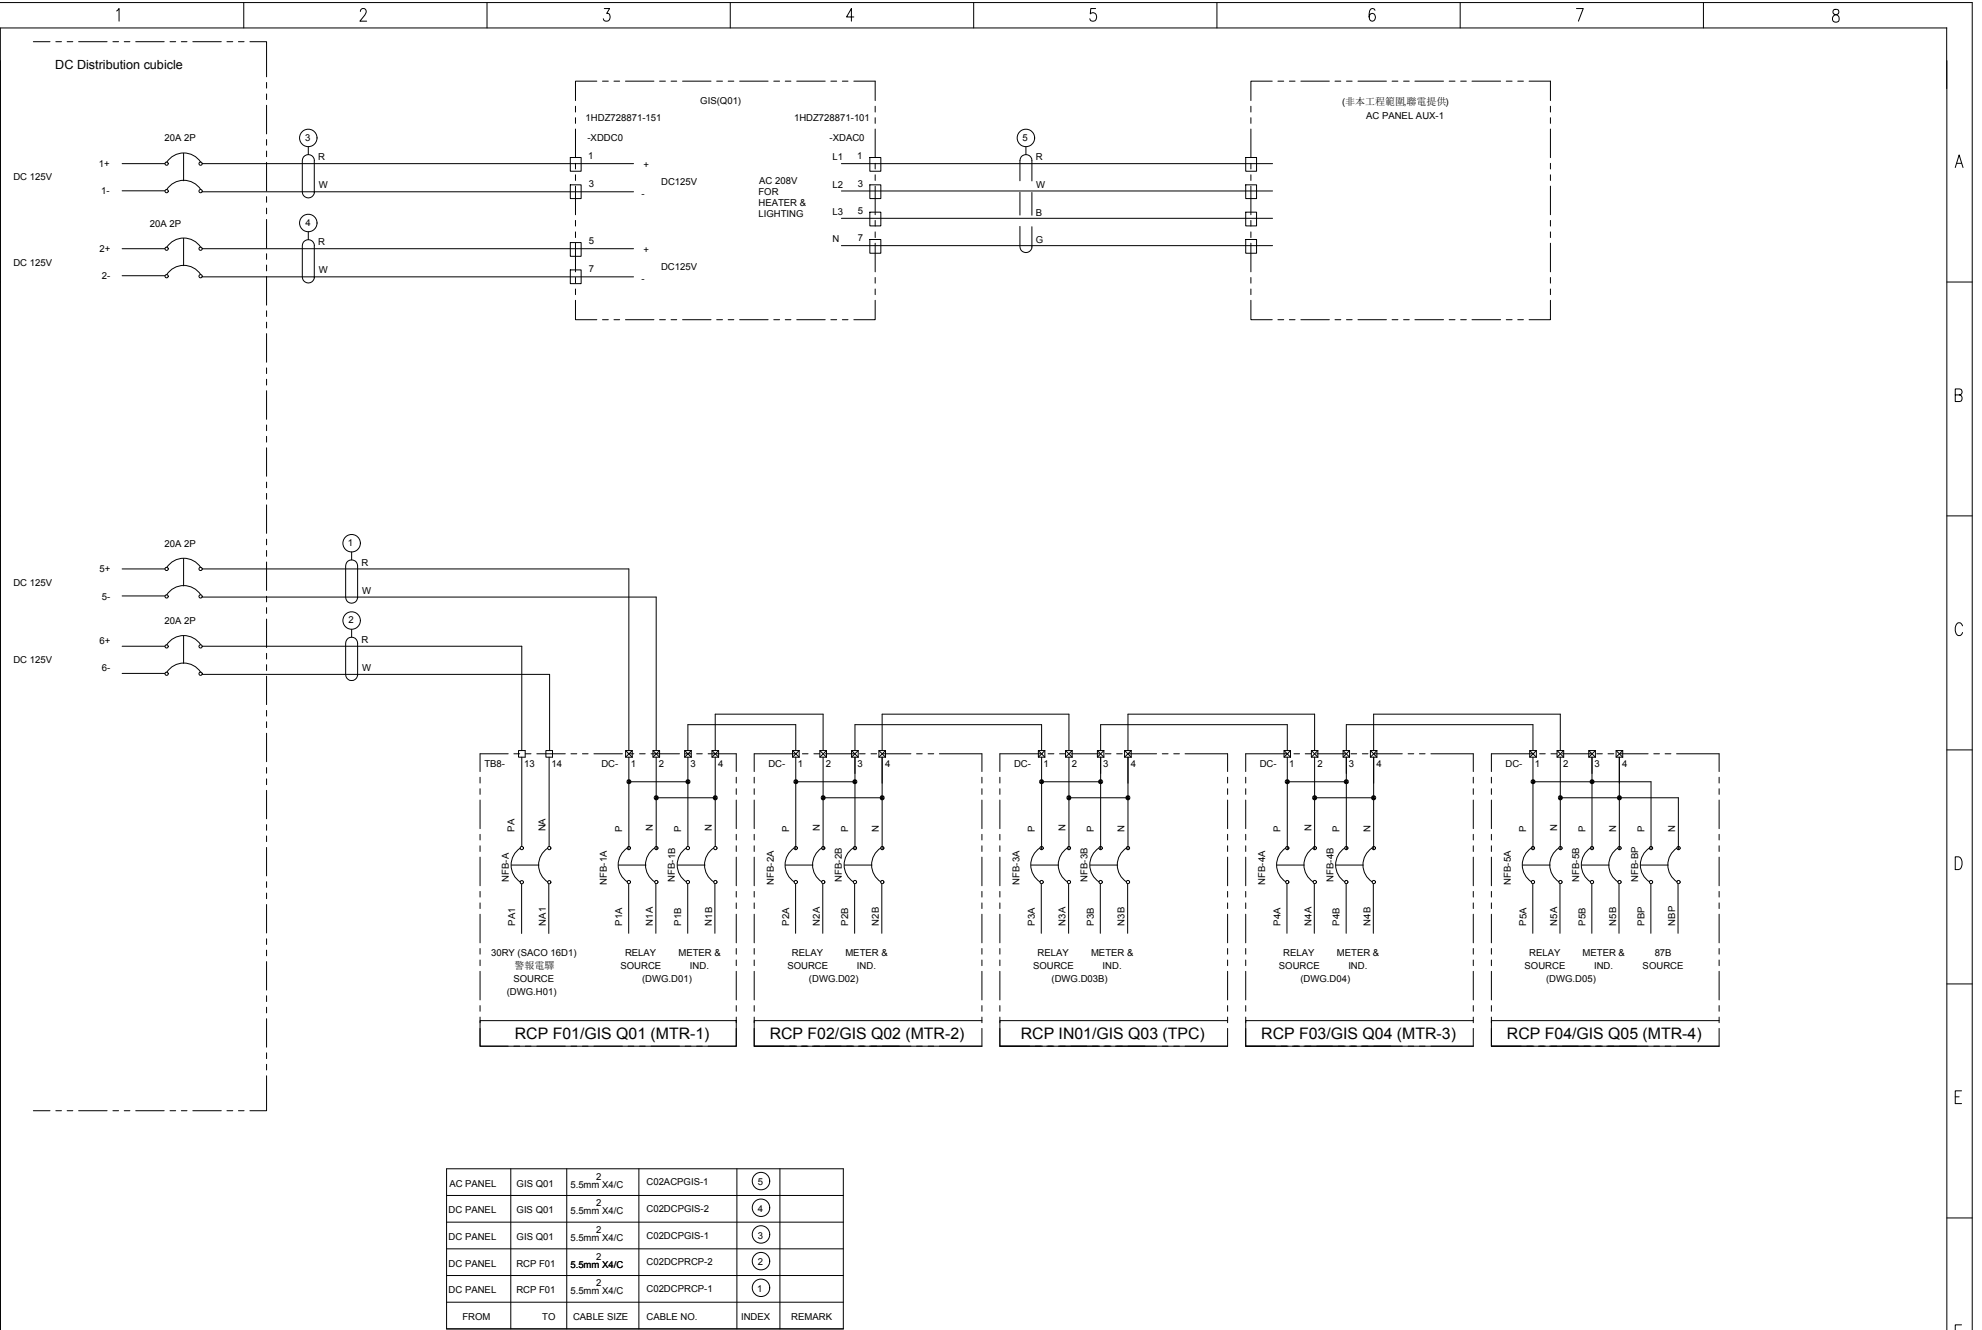 1 2 3 4 5 6 7 8
A
B
C
D
E
DC Distribution cubicle
DC 125V
1+
1-
20A 2P
3
R
W
DC 125V
2+
2-
20A 2P
4
R
W
GIS(Q01)
1HDZ728871-151
-XDDC0
1
+
3
-
DC125V
5
+
7
-
DC125V
1HDZ728871-101
-XDAC0
AC 208V
FOR
HEATER &
LIGHTING
L1 1
L2 3
L3 5
N 7
5
R
W
B
G
(非本工程範圍,聯電提供)
AC PANEL AUX-1
DC 125V
5+
5-
20A 2P
1
R
W
DC 125V
6+
6-
20A 2P
2
R
W
TB8- 13 14 DC- 1 2 3 4
PA NA P N P N
NFB-A NFB-1A NFB-1B
PA1 NA1 P1A N1A P1B N1B
30RY (SACO 16D1)
警報電驛
SOURCE
(DWG.H01)
RELAY
SOURCE
(DWG.D01)
METER &
IND.
RCP F01/GIS Q01 (MTR-1)
DC- 1 2 3 4
P N P N
NFB-2A NFB-2B
P2A N2A P2B N2B
RELAY
SOURCE
(DWG.D02)
METER &
IND.
RCP F02/GIS Q02 (MTR-2)
DC- 1 2 3 4
P N P N
NFB-3A NFB-3B
P3A N3A P3B N3B
RELAY
SOURCE
(DWG.D03B)
METER &
IND.
RCP IN01/GIS Q03 (TPC)
DC- 1 2 3 4
P N P N
NFB-4A NFB-4B
P4A N4A P4B N4B
RELAY
SOURCE
(DWG.D04)
METER &
IND.
RCP F03/GIS Q04 (MTR-3)
DC- 1 2 3 4
P N P N P N
NFB-5A NFB-5B NFB-BP
P5A N5A P5B N5B PBP NBP
RELAY
SOURCE
(DWG.D05)
METER &
IND.
87B
SOURCE
RCP F04/GIS Q05 (MTR-4)
AC PANEL GIS Q01 5.5mm2 X4/C C02ACPGIS-1 5
DC PANEL GIS Q01 5.5mm2 X4/C C02DCPGIS-2 4
DC PANEL GIS Q01 5.5mm2 X4/C C02DCPGIS-1 3
DC PANEL RCP F01 5.5mm2 X4/C C02DCPRCP-2 2
DC PANEL RCP F01 5.5mm2 X4/C C02DCPRCP-1 1
FROM TO CABLE SIZE CABLE NO. INDEX REMARK